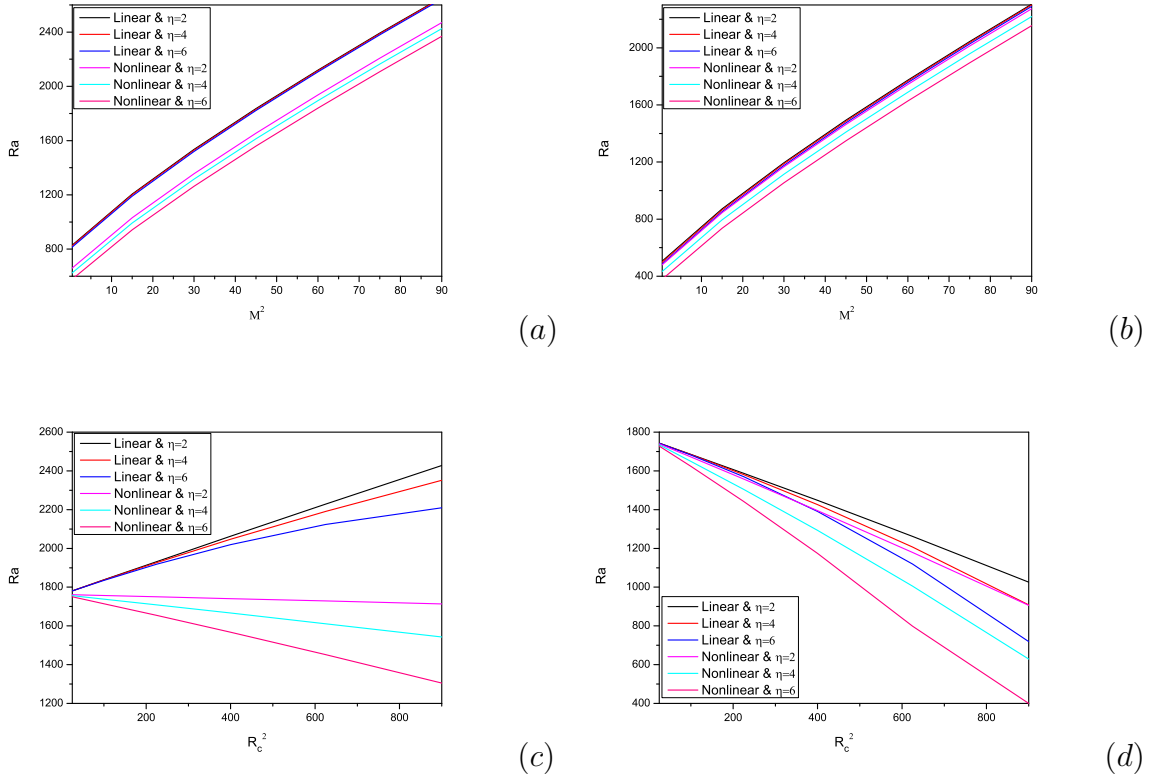 Linear & η=2
Linear & η=4
Linear & η=6
Nonlinear & η=2
Nonlinear & η=4
Nonlinear & η=6
2400
2000
1600
1200
800
Ra
10 20 30 40 50 60 70 80 90
M²
(a)
Linear & η=2
Linear & η=4
Linear & η=6
Nonlinear & η=2
Nonlinear & η=4
Nonlinear & η=6
2000
1600
1200
800
400
Ra
10 20 30 40 50 60 70 80 90
M²
(b)
2600
2400
2200
2000
1800
1600
1400
1200
Ra
Linear & η=2
Linear & η=4
Linear & η=6
Nonlinear & η=2
Nonlinear & η=4
Nonlinear & η=6
200 400 600 800
R_c²
(c)
1800
1600
1400
1200
1000
800
600
400
Ra
Linear & η=2
Linear & η=4
Linear & η=6
Nonlinear & η=2
Nonlinear & η=4
Nonlinear & η=6
200 400 600 800
R_c²
(d)